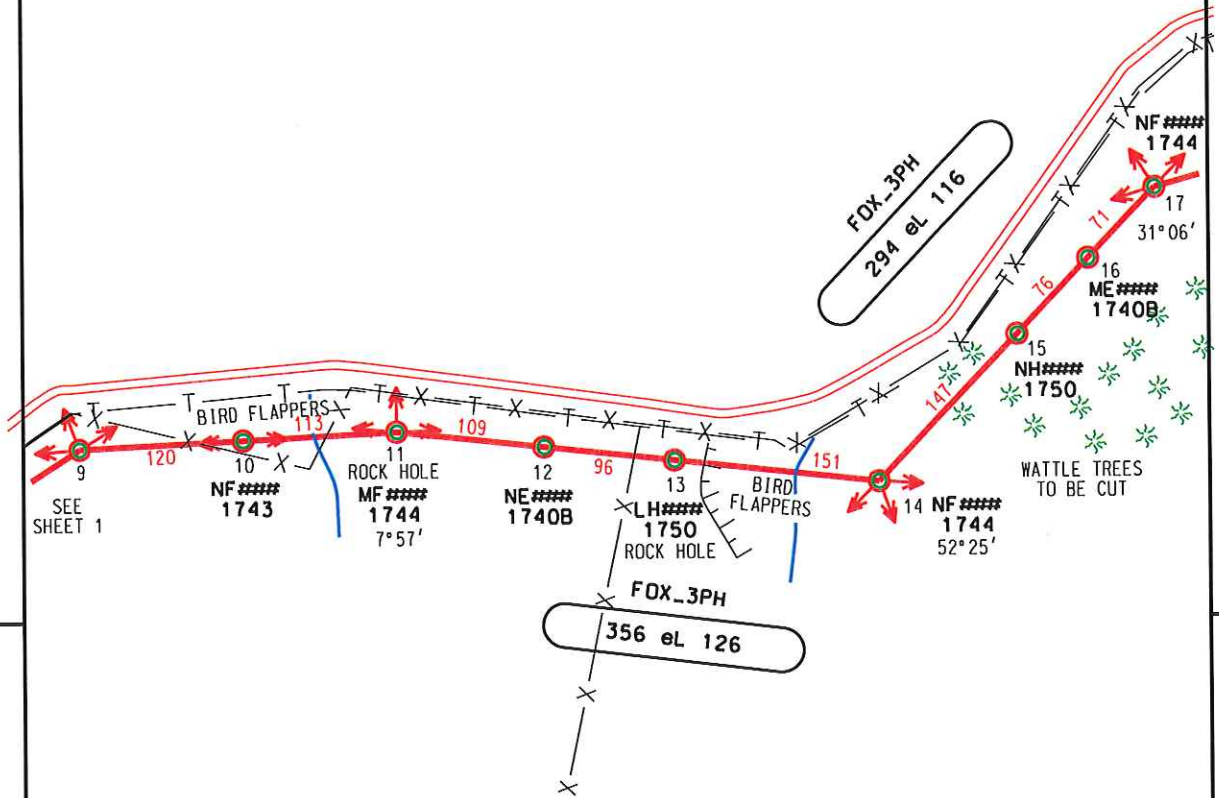 NF####
1744
17
31°06'
71
FOX_3PH
294 eL 116
16
ME####
1740B
76
15
NH####
1750
147
WATTLE TREES
TO BE CUT
BIRD FLAPPERS
113
109
9
120
10
11
12
96
13
151
14
SEE
SHEET 1
NF####
1743
ROCK HOLE
MF####
1744
7°57'
NE####
1740B
LH####
1750
ROCK HOLE
BIRD
FLAPPERS
NF####
1744
52°25'
FOX_3PH
356 eL 126